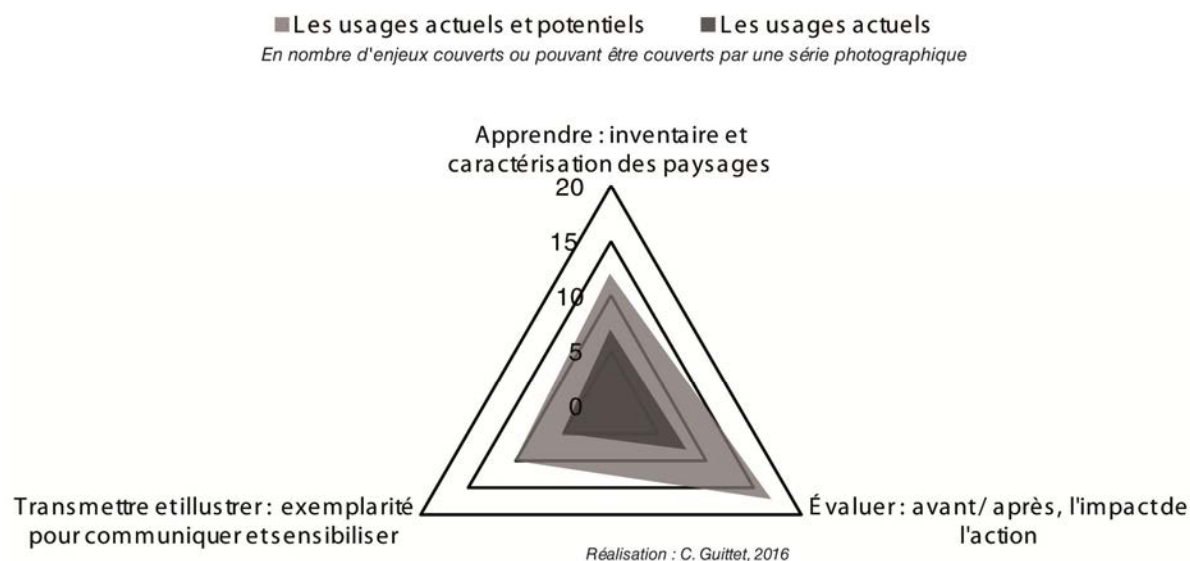 Les usages actuels et potentiels Les usages actuels
En nombre d'enjeux couverts ou pouvant être couverts par une série photographique
Apprendre : inventaire et
caractérisation des paysages
20
15
10
5
0
Transmettre et illustrer : exemplarité
pour communiquer et sensibiliser
Évaluer : avant / après, l'impact de
l'action
Réalisation : C. Guittet, 2016